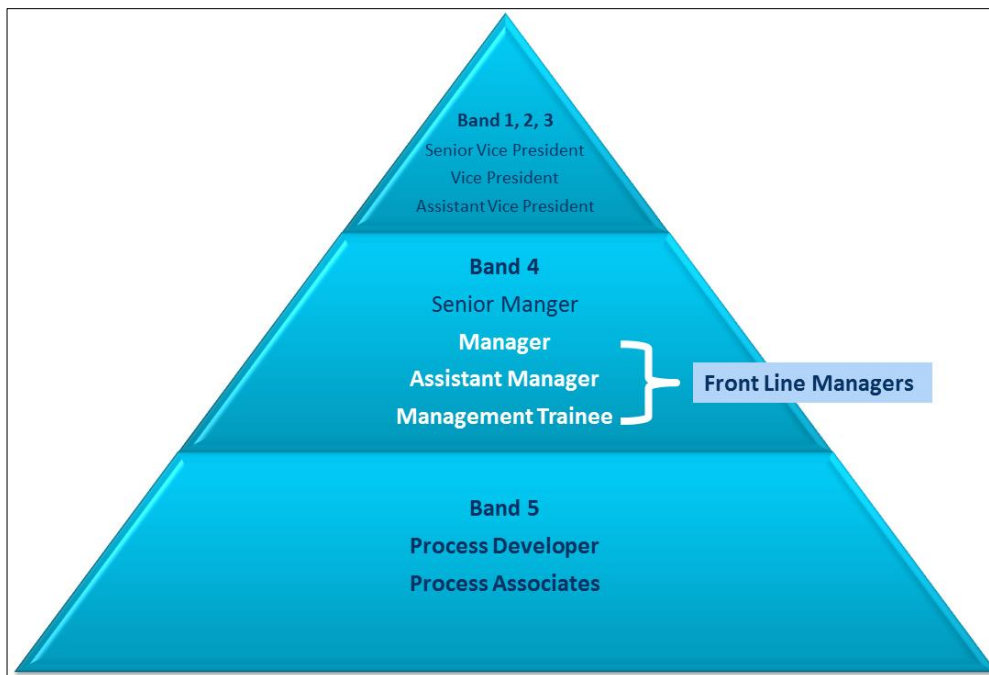 Band 1, 2, 3
Senior Vice President
Vice President
Assistant Vice President
Band 4
Senior Manger
Manager
Assistant Manager
Management Trainee
Front Line Managers
Band 5
Process Developer
Process Associates